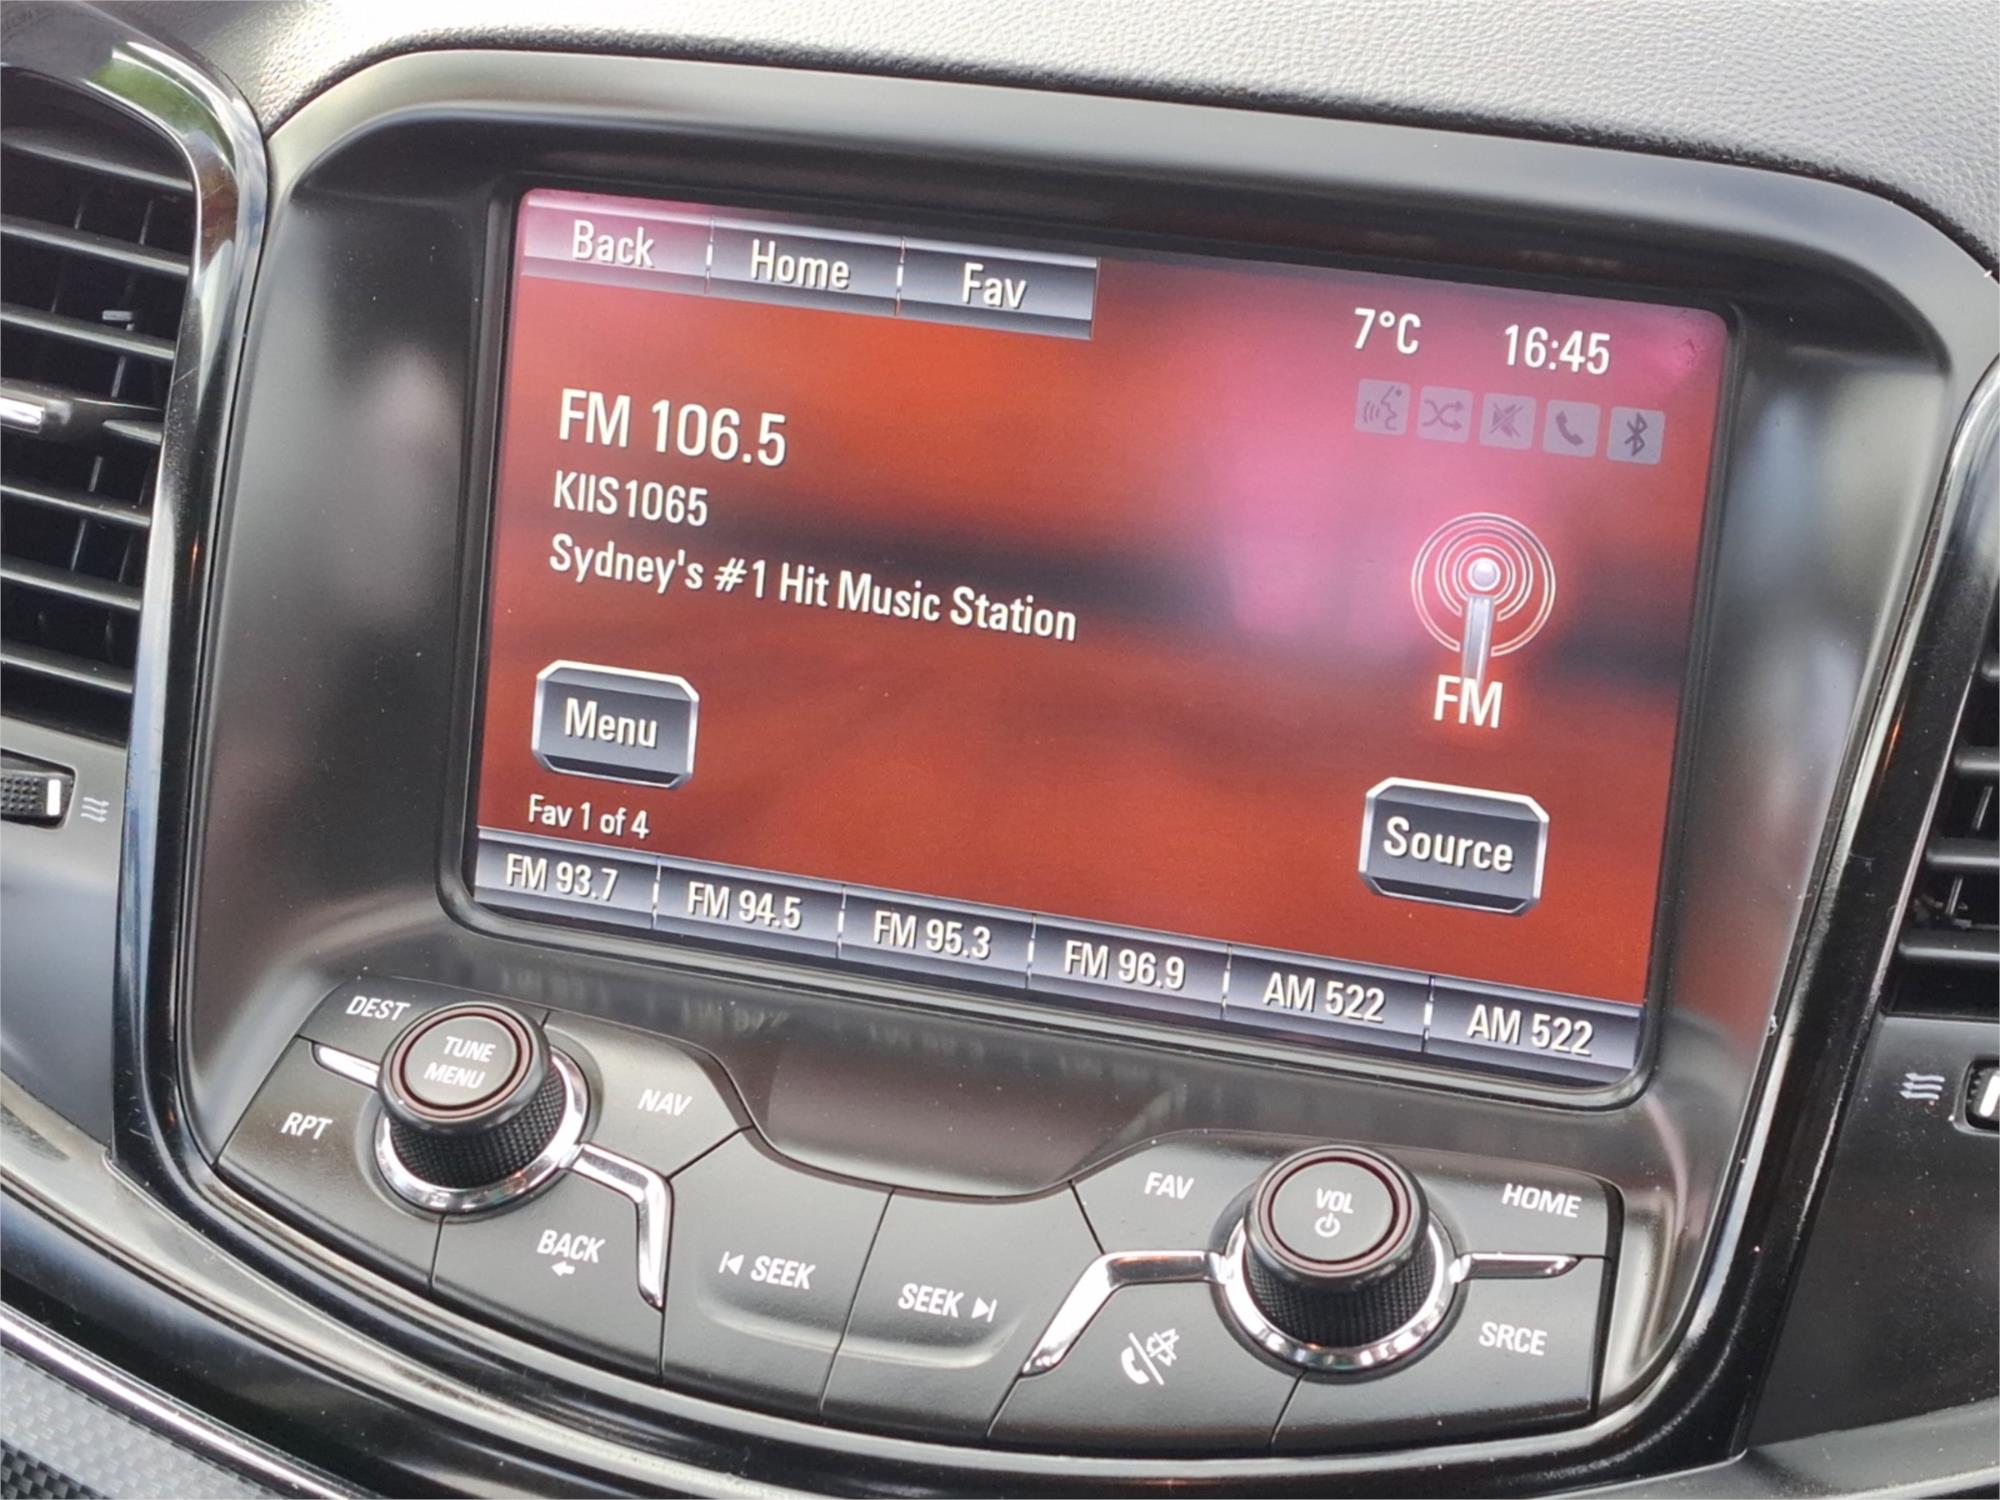 Back Home Fav
7°C 16:45
FM 106.5
KIIS1065
Sydney's #1 Hit Music Station
FM
Menu
Source
Fav 1 of 4
FM 93.7 FM 94.5 FM 95.3 FM 96.9 AM 522 AM 522
DEST
TUNE
MENU
NAV
RPT
BACK
SEEK
SEEK
FAV
VOL
HOME
SRCE